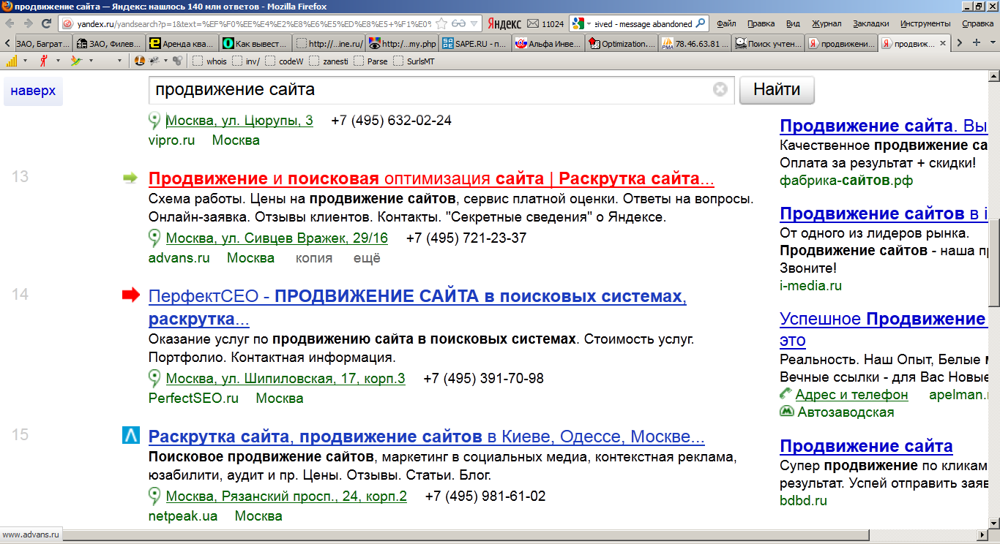 продвижение сайта — Яндекс: нашлось 140 млн ответов - Mozilla Firefox
yandex.ru/yandsearch?p=1&text=%EF%F0%EE%E4%E2%E8%E6%E5%ED%E8%E5+%F1%E0%
Яндекс 11024
sived - message abandoned
Файл Правка Вид Журнал Закладки Инструменты Справка
ЗАО, Баграт... ЗАО, Филев... Аренда ква... Как вывест... http:/...ine.ru/ http:/...my.php SAPE.RU - п... Альфа Инве... Optimization.... 78.46.63.81 ... Поиск учтен... продвижени... продвиж...
whois inv/ codeW zanesti Parse SurlsMT
наверх
продвижение сайта
Найти
Москва, ул. Цюрупы, 3 +7 (495) 632-02-24
vipro.ru Москва
13
Продвижение и поисковая оптимизация сайта | Раскрутка сайта...
Схема работы. Цены на продвижение сайтов, сервис платной оценки. Ответы на вопросы.
Онлайн-заявка. Отзывы клиентов. Контакты. "Секретные сведения" о Яндексе.
Москва, ул. Сивцев Вражек, 29/16 +7 (495) 721-23-37
advans.ru Москва копия ещё
14
ПерфектСЕО - ПРОДВИЖЕНИЕ САЙТА в поисковых системах,
раскрутка...
Оказание услуг по продвижению сайта в поисковых системах. Стоимость услуг.
Портфолио. Контактная информация.
Москва, ул. Шипиловская, 17, корп.3 +7 (495) 391-70-98
PerfectSEO.ru Москва
15
Раскрутка сайта, продвижение сайтов в Киеве, Одессе, Москве...
Поисковое продвижение сайтов, маркетинг в социальных медиа, контекстная реклама,
юзабилити, аудит и пр. Цены. Отзывы. Статьи. Блог.
Москва, Рязанский просп., 24, корп.2 +7 (495) 981-61-02
netpeak.ua Москва
Продвижение сайта. Вы
Качественное продвижение са
Оплата за результат + скидки!
фабрика-сайтов.рф
Продвижение сайтов в i
От одного из лидеров рынка.
Продвижение сайтов - наша пр
Звоните!
i-media.ru
Успешное Продвижение
это
Реальность. Наш Опыт, Белые м
Вечные ссылки - для Вас Новые
Адрес и телефон apelman.
Автозаводская
Продвижение сайта
Супер продвижение по кликам
результат. Успей отправить заяв
bdbd.ru
www.advans.ru